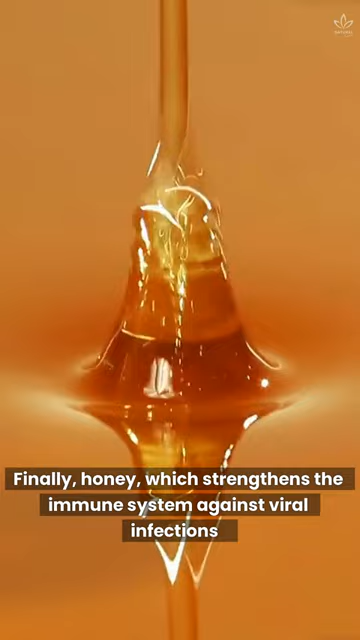 Finally, honey, which strengthens the
immune system against viral
infections